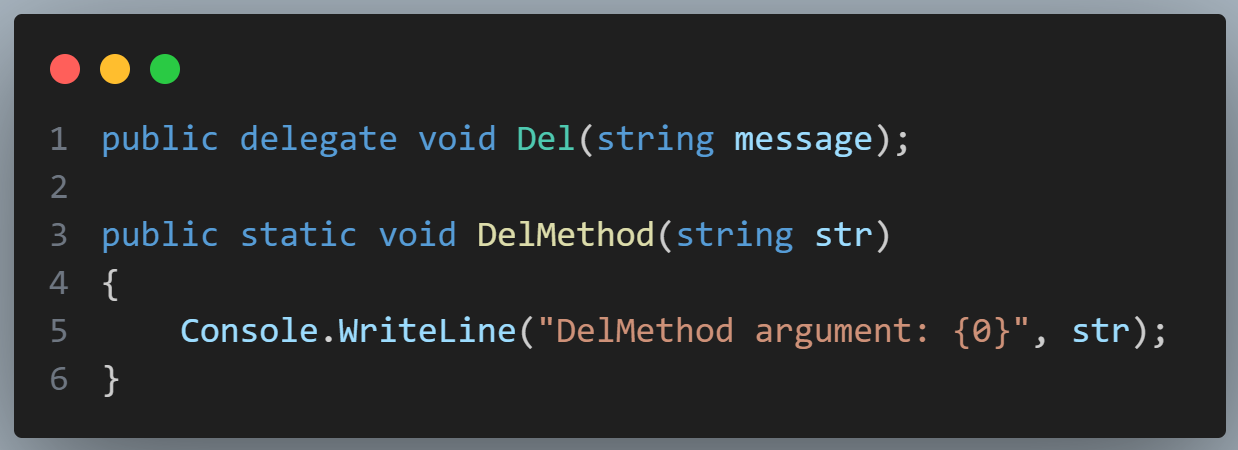 1 public delegate void Del(string message);
2
3 public static void DelMethod(string str)
4 {
5     Console.WriteLine("DelMethod argument: {0}", str);
6 }